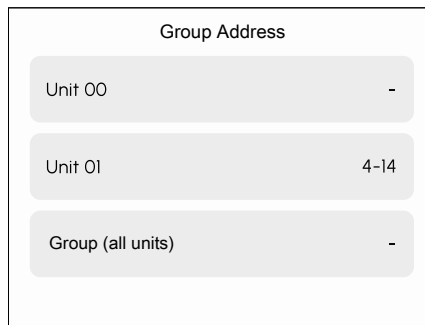 Group Address
Unit 00 -
Unit 01 4-14
Group (all units) -